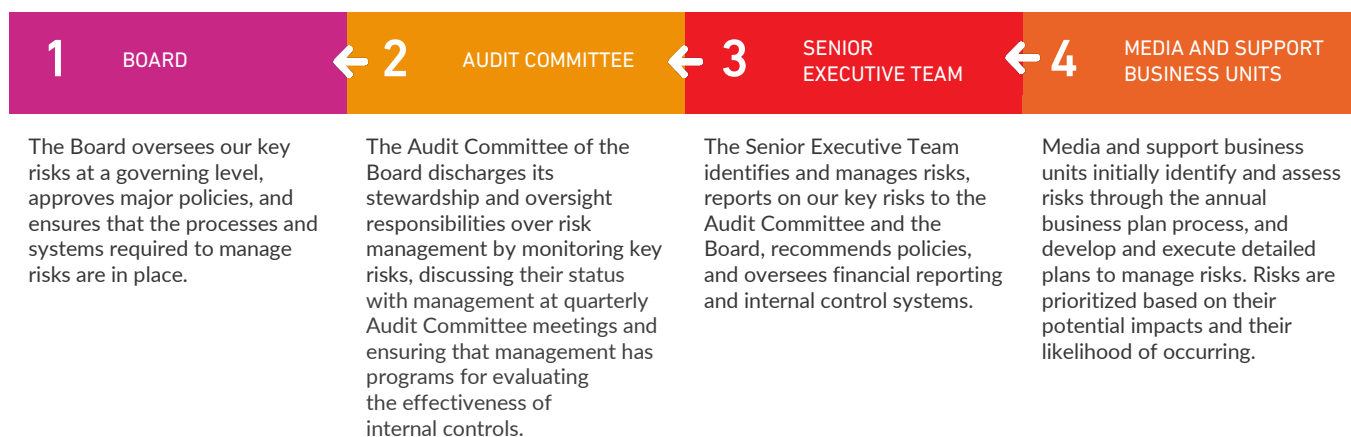 1
BOARD
The Board oversees our key
risks at a governing level,
approves major policies, and
ensures that the processes and
systems required to manage
risks are in place.
2
AUDIT COMMITTEE
The Audit Committee of the
Board discharges its
stewardship and oversight
responsibilities over risk
management by monitoring key
risks, discussing their status
with management at quarterly
Audit Committee meetings and
ensuring that management has
programs for evaluating
the effectiveness of
internal controls.
3
SENIOR
EXECUTIVE TEAM
The Senior Executive Team
identifies and manages risks,
reports on our key risks to the
Audit Committee and the
Board, recommends policies,
and oversees financial reporting
and internal control systems.
4
MEDIA AND SUPPORT
BUSINESS UNITS
Media and support business
units initially identify and assess
risks through the annual
business plan process, and
develop and execute detailed
plans to manage risks. Risks are
prioritized based on their
potential impacts and their
likelihood of occurring.